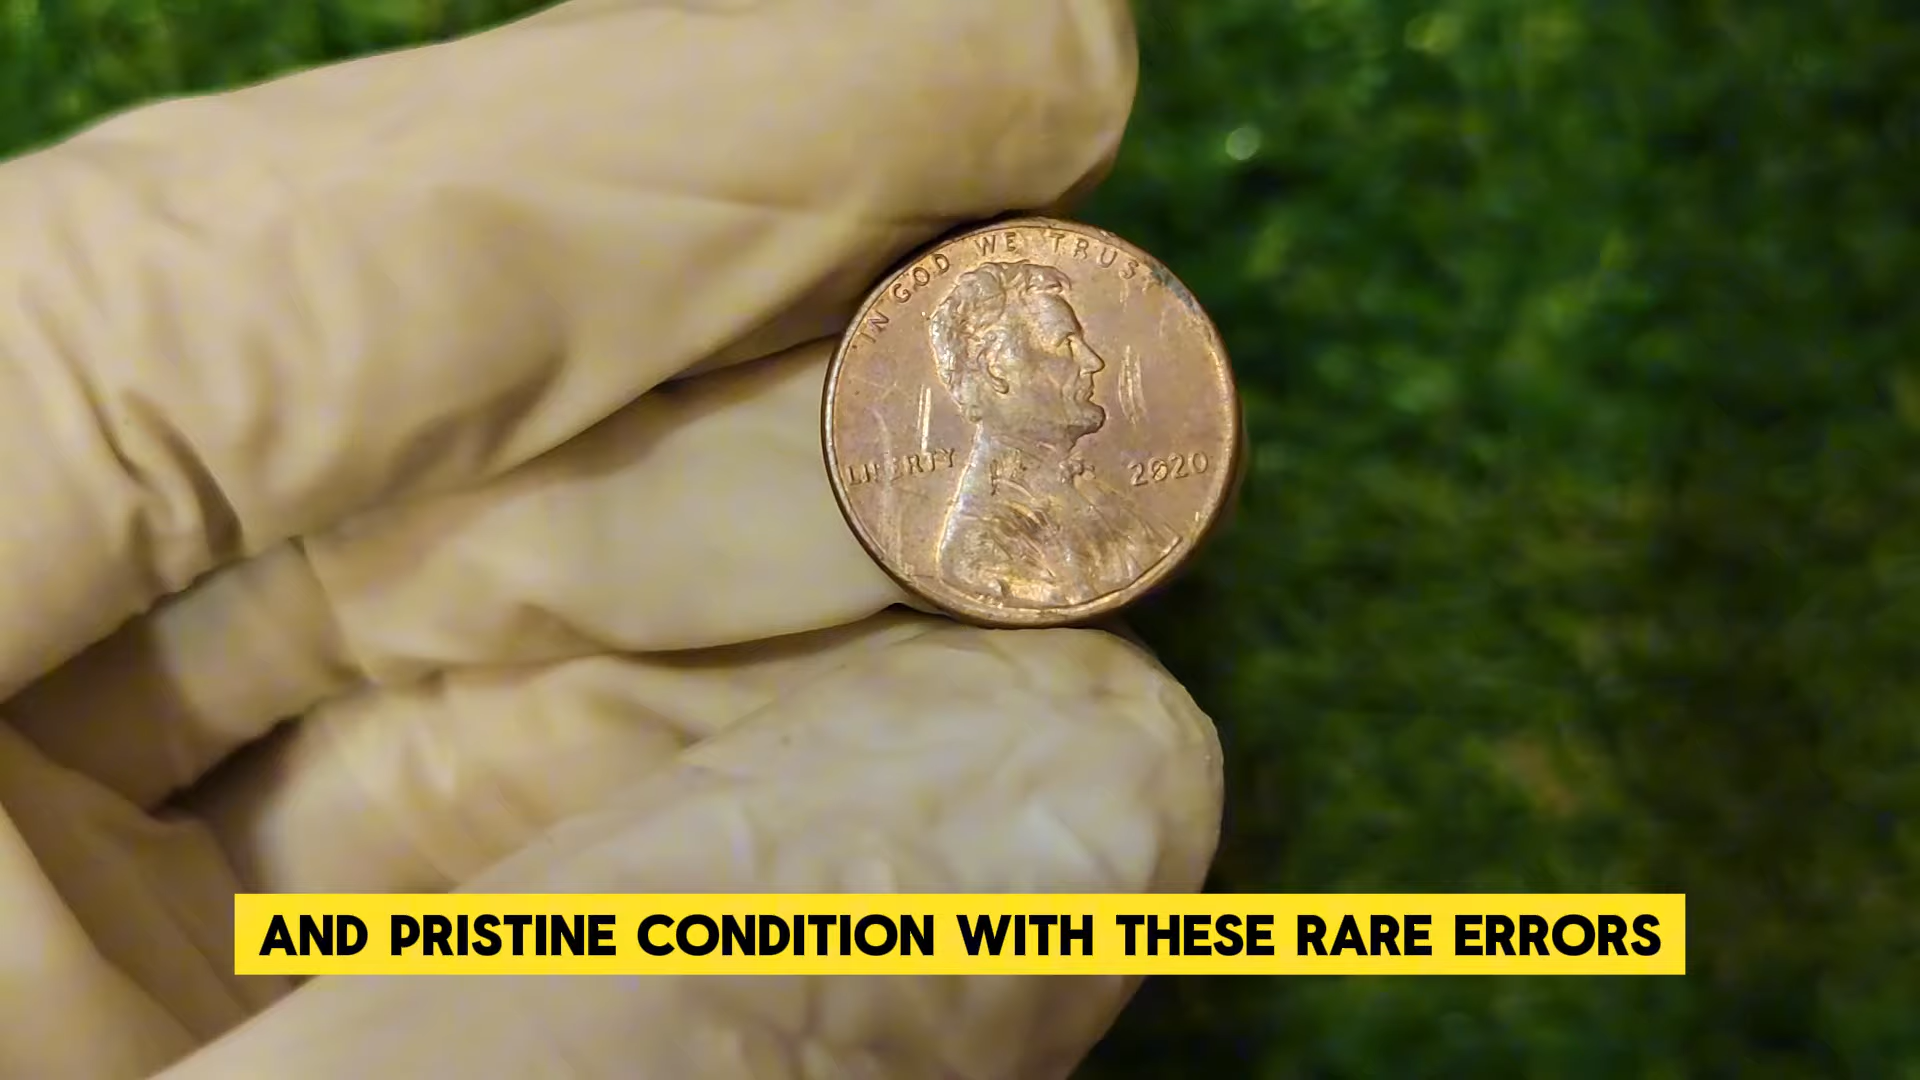 IN GOD WE TRUST
LIBERTY 2020
AND PRISTINE CONDITION WITH THESE RARE ERRORS